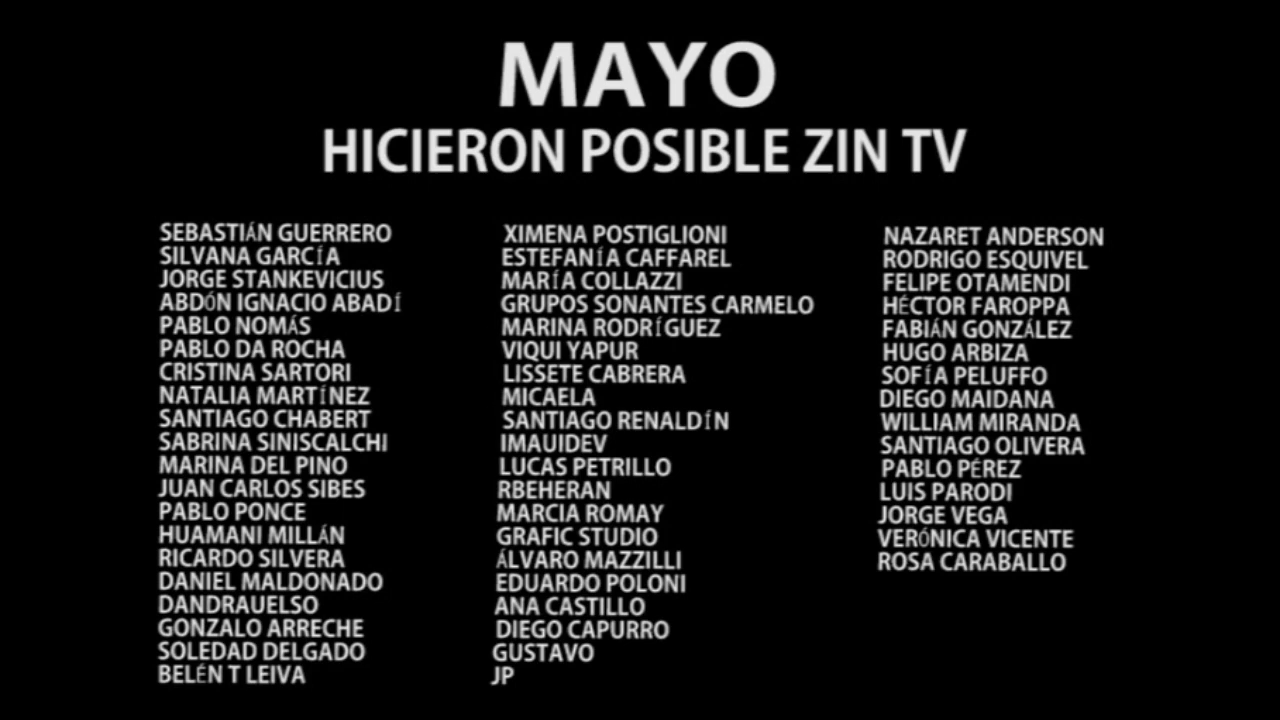 MAYO
HICIERON POSIBLE ZIN TV
SEBASTIÁN GUERRERO
SILVANA GARCÍA
JORGE STANKEVICIUS
ABDÓN IGNACIO ABADÍ
PABLO NOMÁS
PABLO DA ROCHA
CRISTINA SARTORI
NATALIA MARTÍNEZ
SANTIAGO CHABERT
SABRINA SINISCALCHI
MARINA DEL PINO
JUAN CARLOS SIBES
PABLO PONCE
HUAMANI MILLÁN
RICARDO SILVERA
DANIEL MALDONADO
DANDRAUELSO
GONZALO ARRECHE
SOLEDAD DELGADO
BELÉN T LEIVA
XIMENA POSTIGLIONI
ESTEFANÍA CAFFAREL
MARÍA COLLAZZI
GRUPOS SONANTES CARMELO
MARINA RODRÍGUEZ
VIQUI YAPUR
LISSETE CABRERA
MICAELA
SANTIAGO RENALDÍN
IMAUIDEV
LUCAS PETRILLO
RBEHERAN
MARCIA ROMAY
GRAFIC STUDIO
ÁLVARO MAZZILLI
EDUARDO POLONI
ANA CASTILLO
DIEGO CAPURRO
GUSTAVO
JP
NAZARET ANDERSON
RODRIGO ESQUIVEL
FELIPE OTAMENDI
HÉCTOR FAROPPA
FABIÁN GONZÁLEZ
HUGO ARBIZA
SOFÍA PELUFFO
DIEGO MAIDANA
WILLIAM MIRANDA
SANTIAGO OLIVERA
PABLO PÉREZ
LUIS PARODI
JORGE VEGA
VERÓNICA VICENTE
ROSA CARABALLO